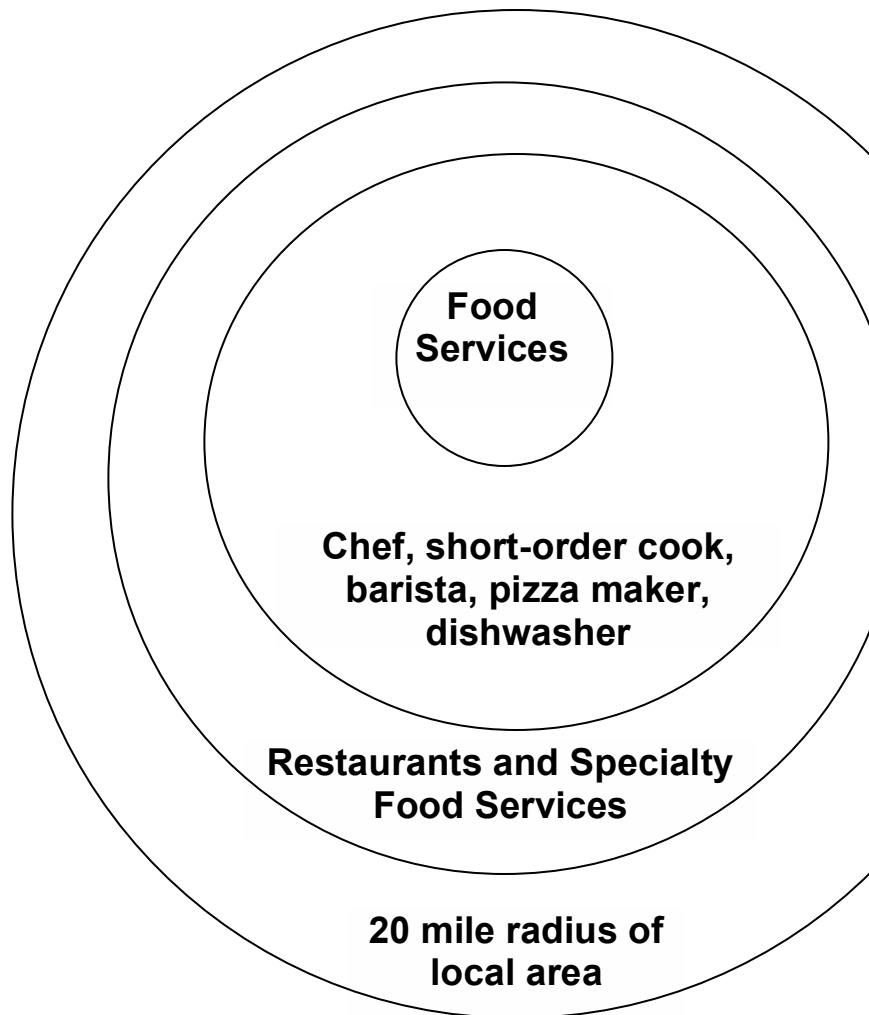 Food
Services
Chef, short-order cook,
barista, pizza maker,
dishwasher
Restaurants and Specialty
Food Services
20 mile radius of
local area